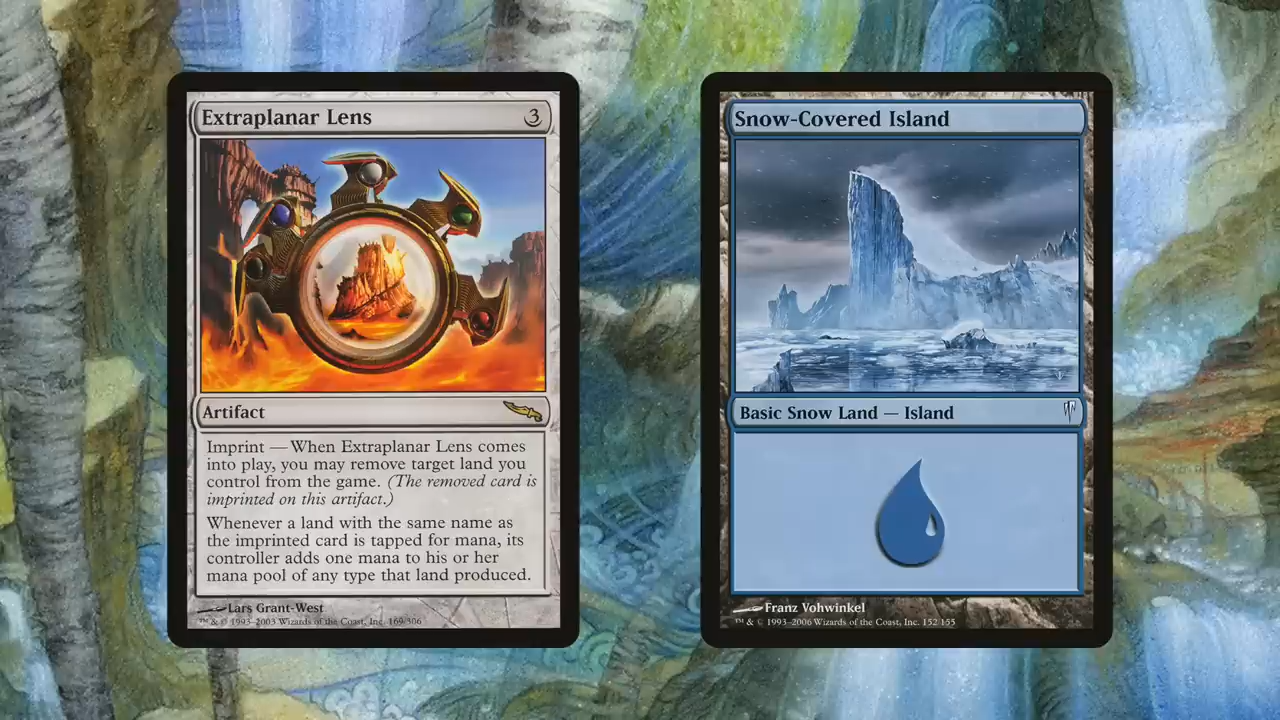 Extraplanar Lens 3
Artifact
Imprint — When Extraplanar Lens comes
into play, you may remove target land you
control from the game. (The removed card is
imprinted on this artifact.)
Whenever a land with the same name as
the imprinted card is tapped for mana, its
controller adds one mana to his or her
mana pool of any type that land produced.
Lars Grant-West
™ & © 1993–2003 Wizards of the Coast, Inc. 169/306
Snow-Covered Island
Basic Snow Land — Island
Franz Vohwinkel
™ & © 1993–2006 Wizards of the Coast, Inc. 152/155